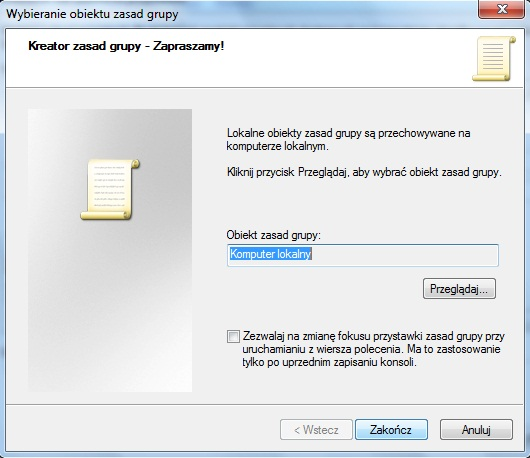 Wybieranie obiektu zasad grupy
Kreator zasad grupy - Zapraszamy!
Lokalne obiekty zasad grupy są przechowywane na
komputerze lokalnym.
Kliknij przycisk Przeglądaj, aby wybrać obiekt zasad grupy.
Obiekt zasad grupy:
Komputer lokalny
Przeglądaj...
Zezwalaj na zmianę fokusu przystawki zasad grupy przy
uruchamianiu z wiersza polecenia. Ma to zastosowanie
tylko po uprzednim zapisaniu konsoli.
< Wstecz
Zakończ
Anuluj